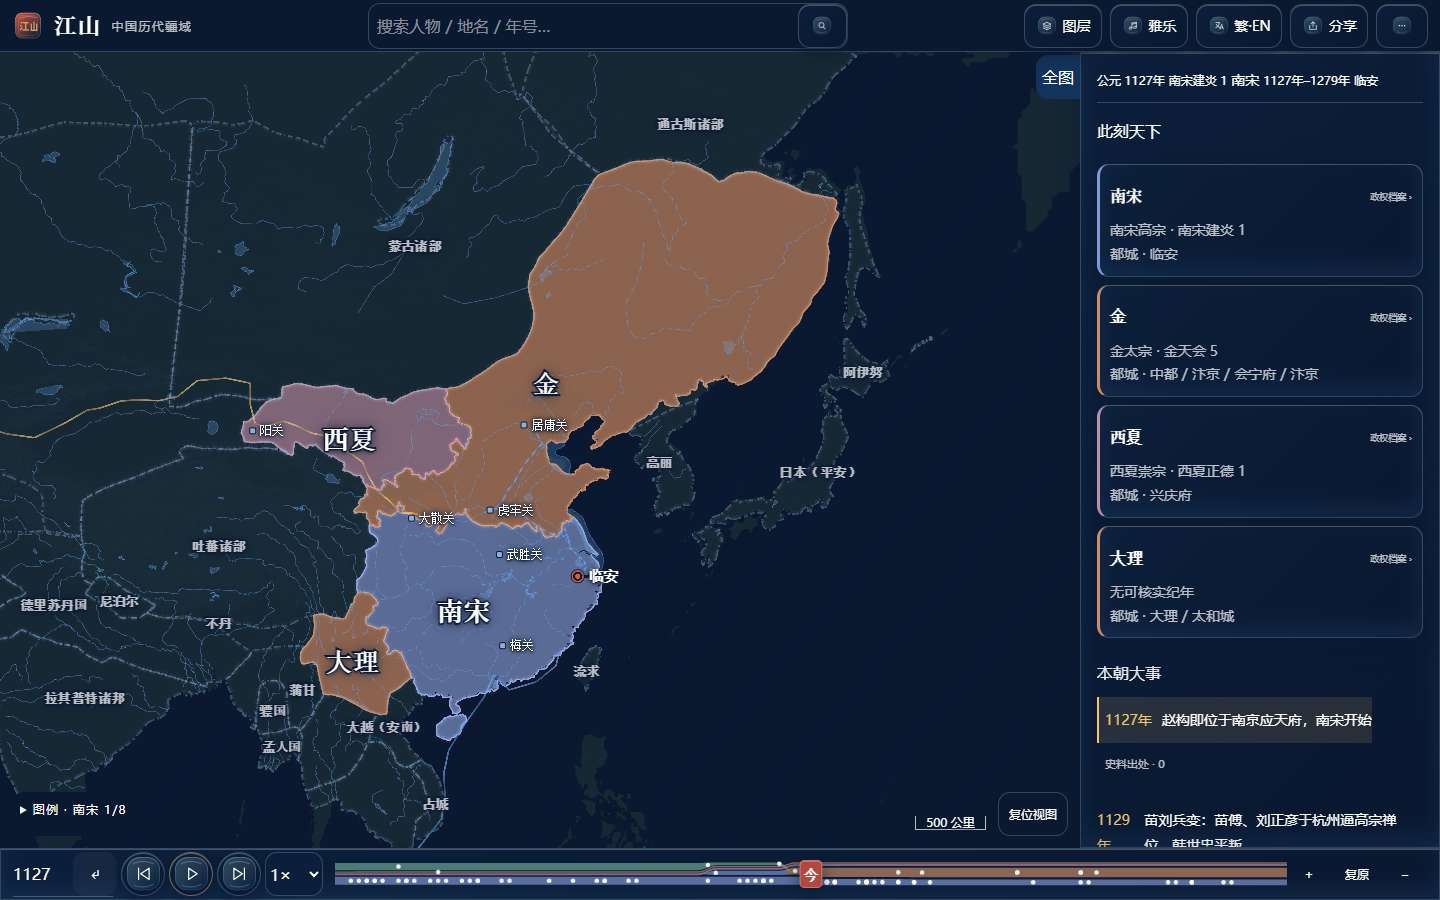 江山
江山 中国历代疆域
搜索人物 / 地名 / 年号...
图层
雅乐
繁·EN
分享
全图
通古斯诸部
蒙古诸部
金
居庸关
阳关
西夏
高丽
阿伊努
日本（平安）
大散关
虎牢关
武胜关
临安
吐蕃诸部
南宋
德里苏丹国
尼泊尔
不丹
大理
梅关
流求
拉其普特诸邦
蒲甘
骠国
大越（安南）
孟人国
占城
▶ 图例 · 南宋 1/8
500 公里
复位视图
公元 1127年 南宋建炎 1 南宋 1127年–1279年 临安
此刻天下
南宋
政权档案 ›
南宋高宗 · 南宋建炎 1
都城 · 临安
金
政权档案 ›
金太宗 · 金天会 5
都城 · 中都 / 汴京 / 会宁府 / 汴京
西夏
政权档案 ›
西夏崇宗 · 西夏正德 1
都城 · 兴庆府
大理
政权档案 ›
无可核实纪年
都城 · 大理 / 太和城
本朝大事
1127年 赵构即位于南京应天府，南宋开始
史料出处 · 0
1129年 苗刘兵变：苗傅、刘正彦于杭州逼高宗禅
位，韩世忠平叛
1127
1×
今
+
复原
−